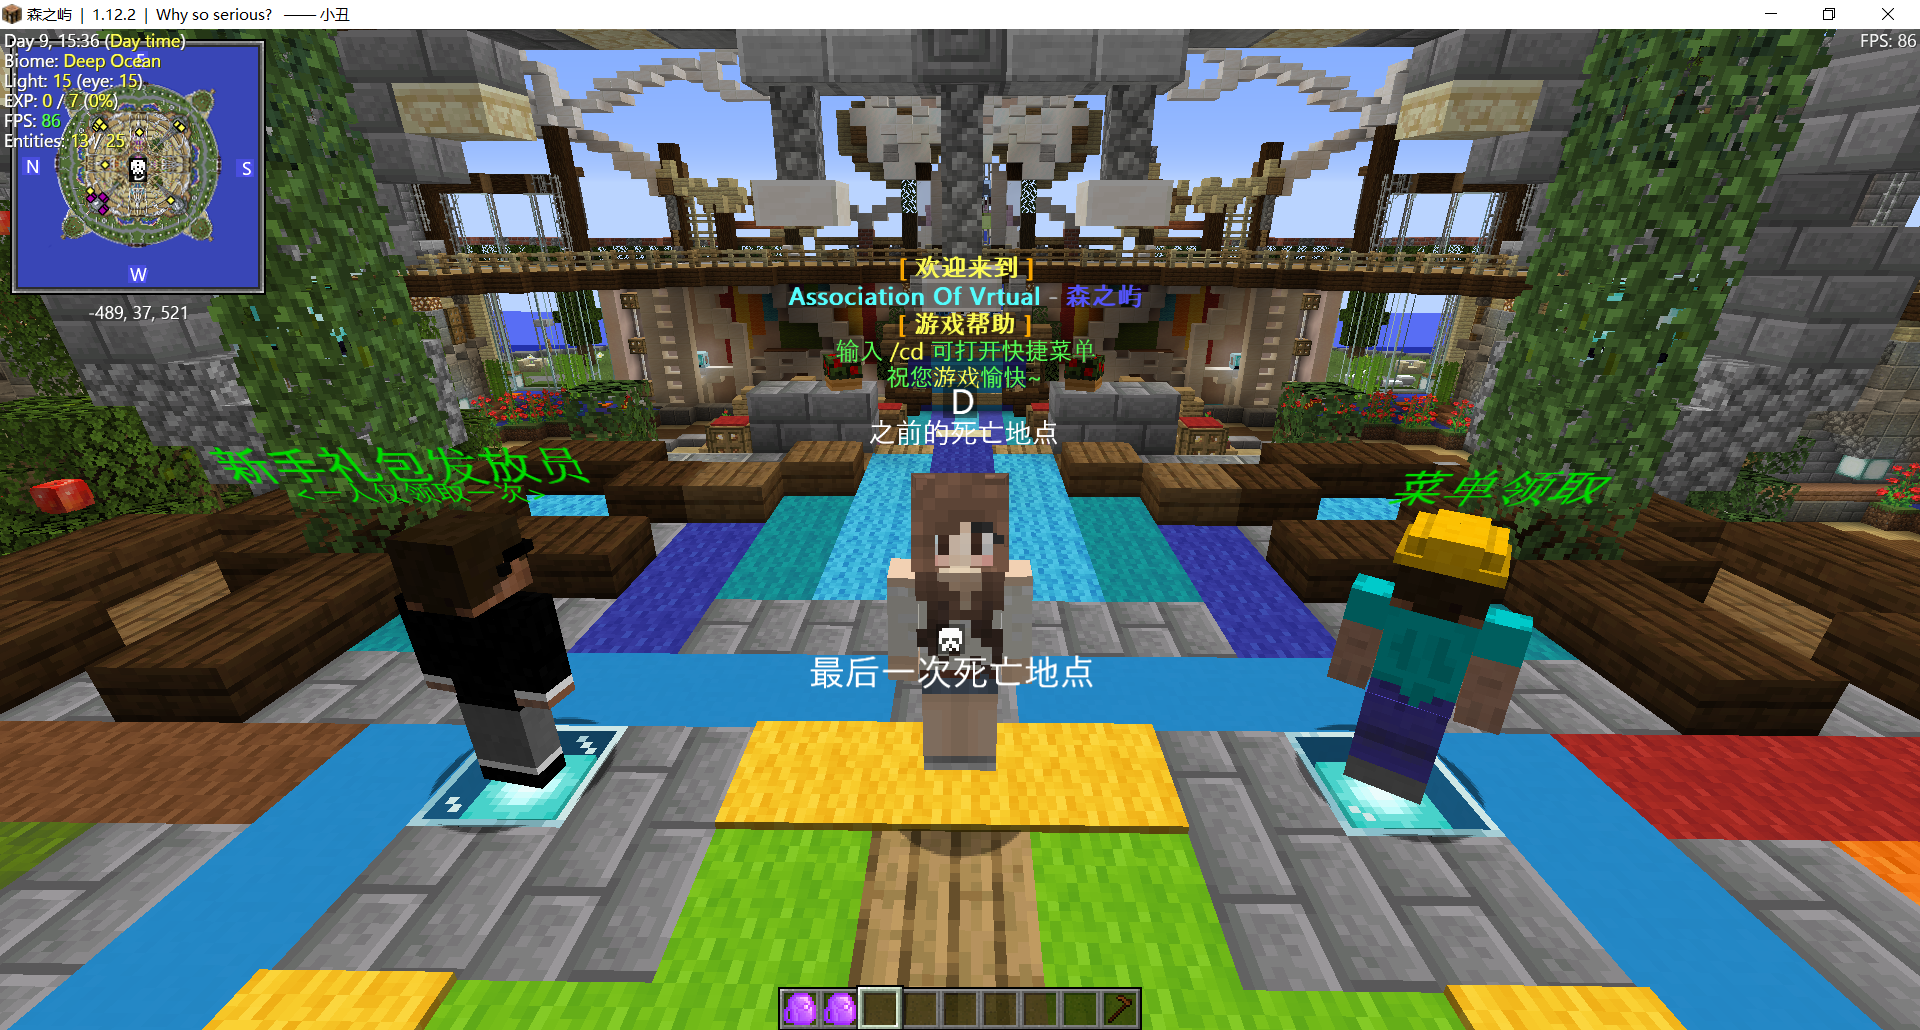 森之屿 | 1.12.2 | Why so serious? —— 小丑
Day 9, 15:36 (Day time)
Biome: Deep Ocean
Light: 15 (eye: 15)
EXP: 0 / 7 (0%)
FPS: 86
Entities: 13 / 25
FPS: 86
E
N
S
W
-489, 37, 521
[ 欢迎来到 ]
Association Of Vrtual - 森之屿
[ 游戏帮助 ]
输入 /cd 可打开快捷菜单
祝您游戏愉快~
D
之前的死亡地点
新手礼包发放员
<一人仅领取一次>
菜单领取
最后一次死亡地点